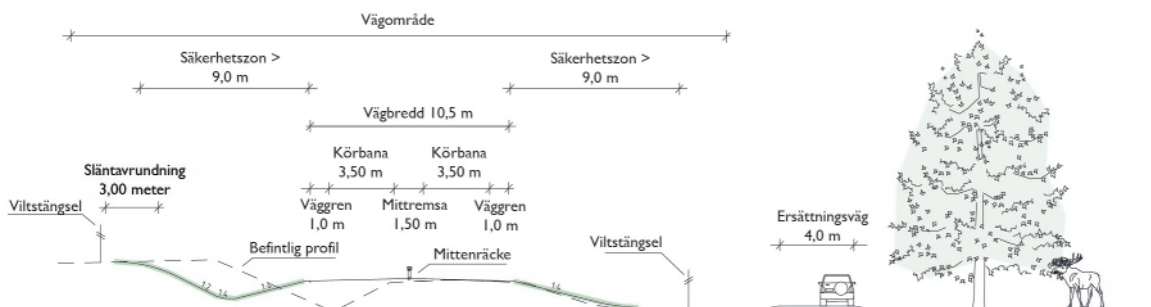 Vägområde
Säkerhetszon >
9,0 m
Säkerhetszon >
9,0 m
Vägbredd 10,5 m
Körbana
3,50 m
Körbana
3,50 m
Släntavrundning
3,00 meter
Viltstängsel
Väggren
1,0 m
Mittremsa
1,50 m
Väggren
1,0 m
Ersättningsväg
4,0 m
Befintlig profil
Mittenräcke
Viltstängsel